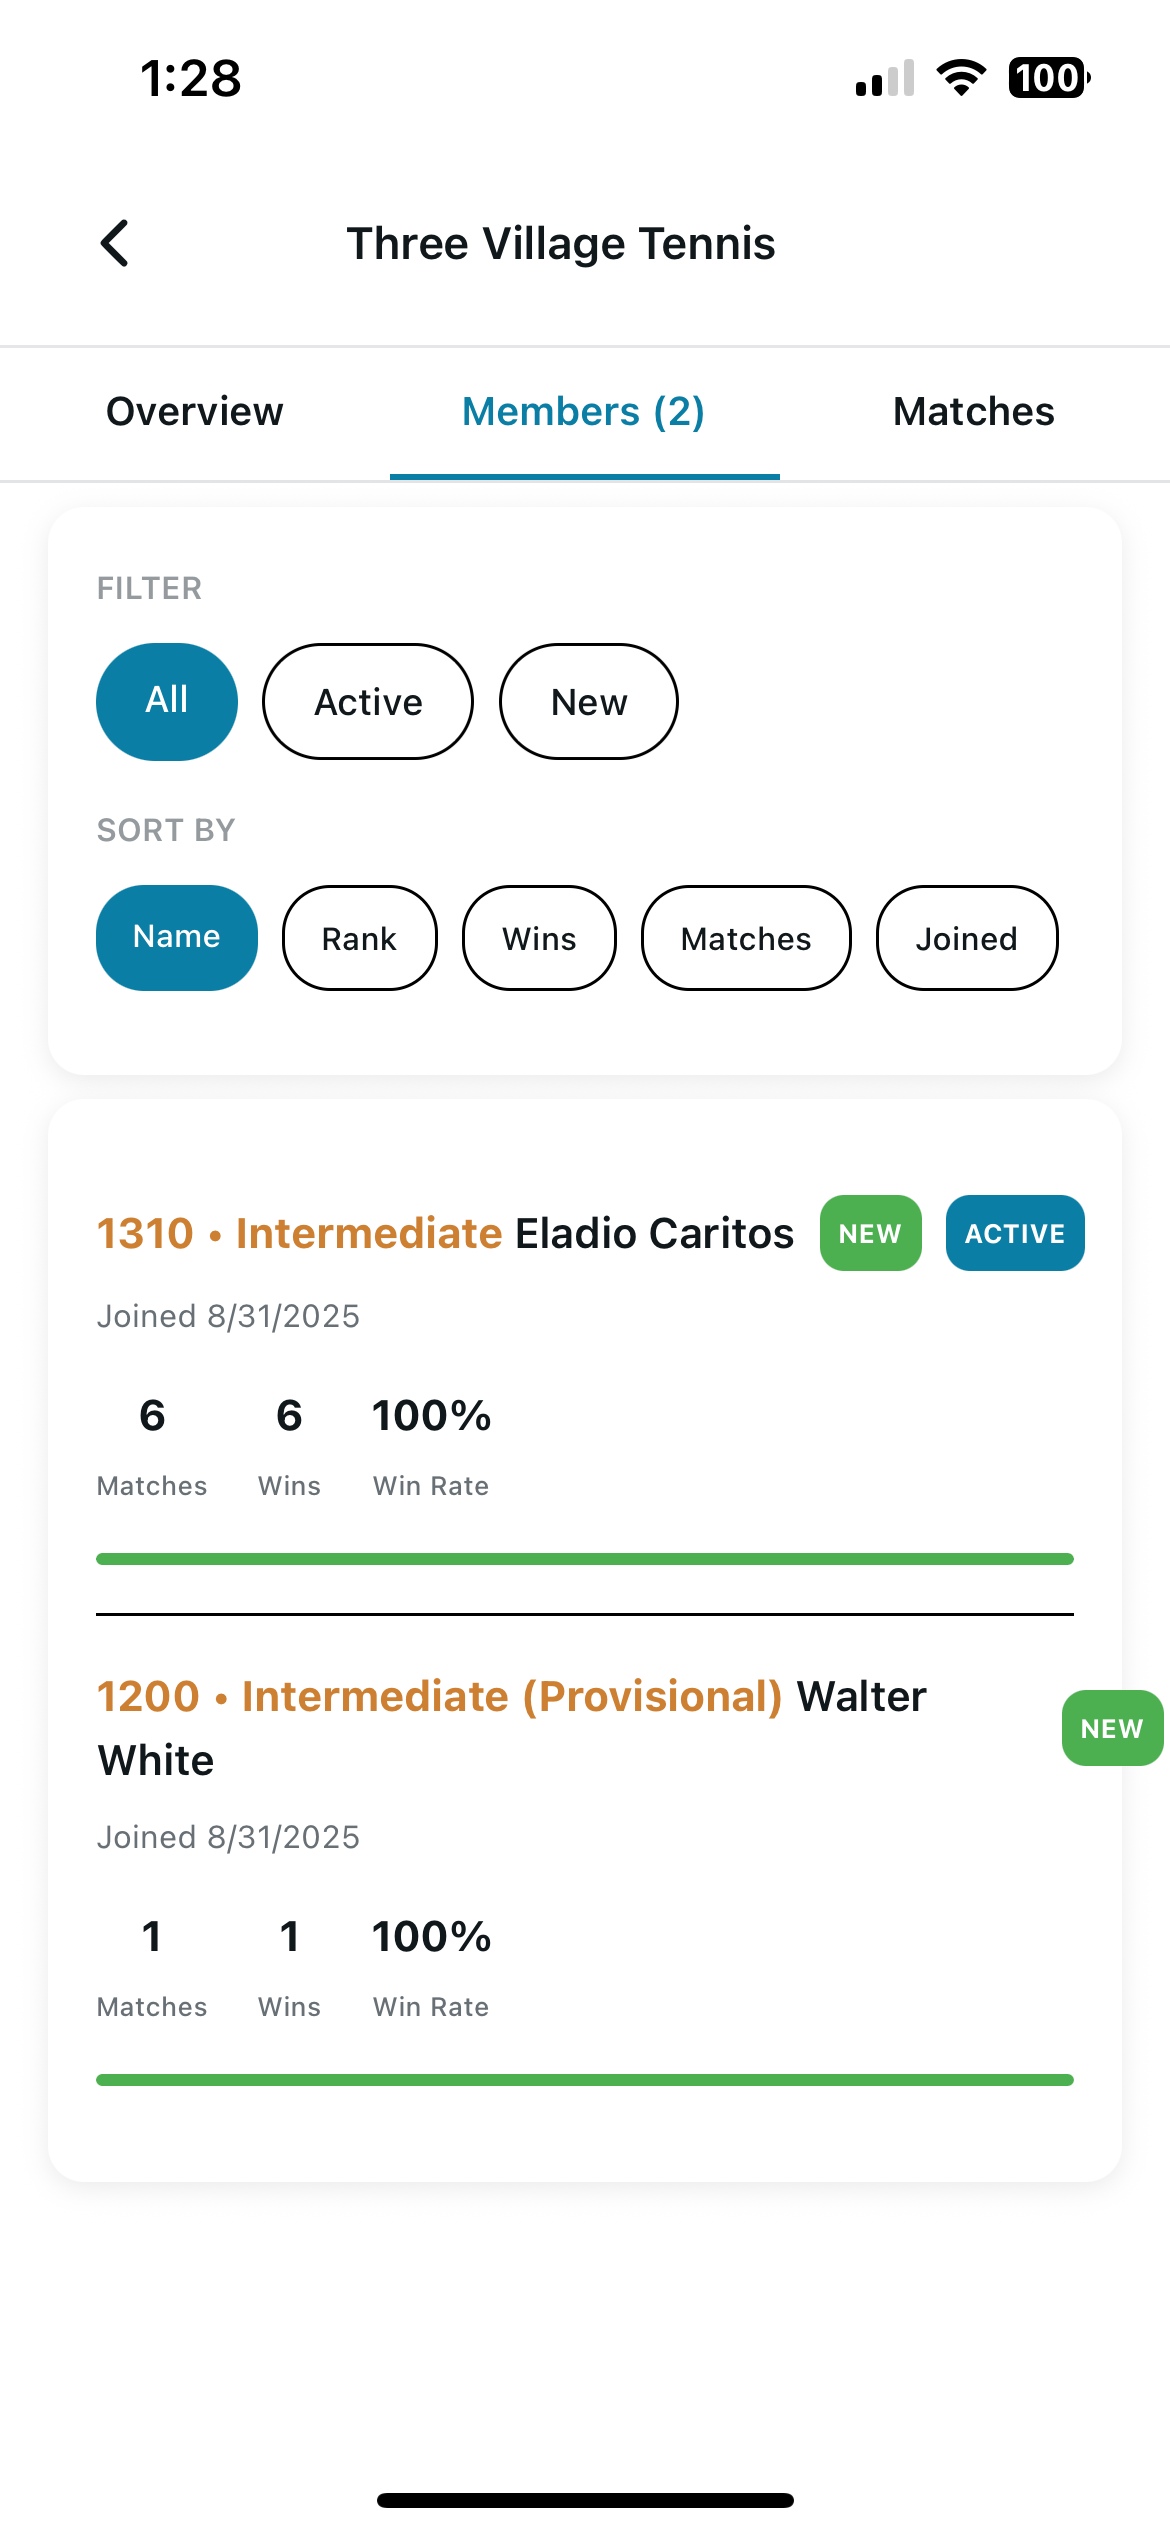 1:28
100
Three Village Tennis
Overview Members (2) Matches
FILTER
All Active New
SORT BY
Name Rank Wins Matches Joined
1310 • Intermediate Eladio Caritos NEW ACTIVE
Joined 8/31/2025
6 6 100%
Matches Wins Win Rate
1200 • Intermediate (Provisional) Walter
White
NEW
Joined 8/31/2025
1 1 100%
Matches Wins Win Rate